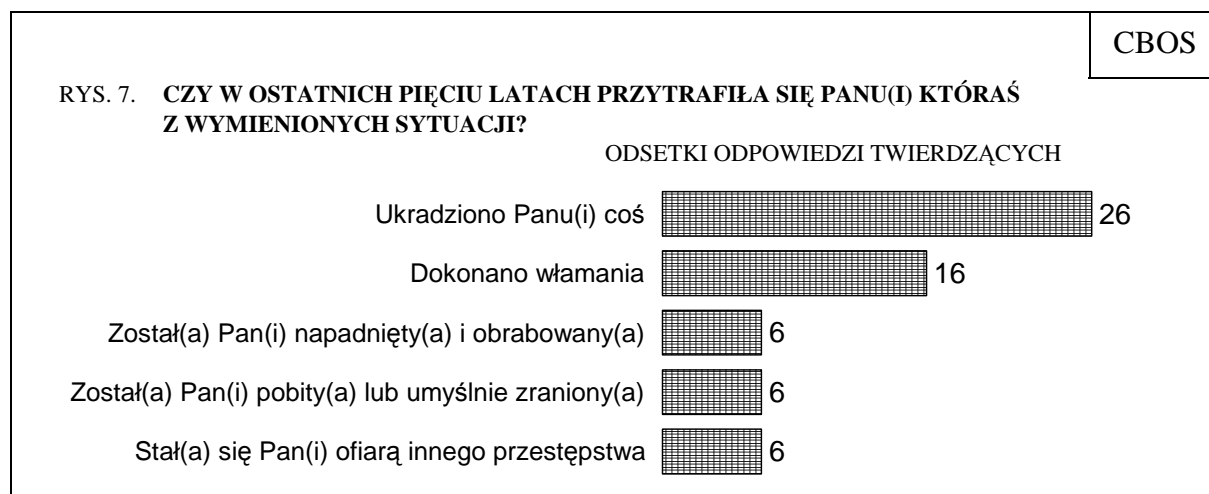 CBOS
RYS. 7. CZY W OSTATNICH PIĘCIU LATACH PRZYTRAFIŁA SIĘ PANU(I) KTÓRAŚ
Z WYMIENIONYCH SYTUACJI?
ODSETKI ODPOWIEDZI TWIERDZĄCYCH
Ukradziono Panu(i) coś 26
Dokonano włamania 16
Został(a) Pan(i) napadnięty(a) i obrabowany(a) 6
Został(a) Pan(i) pobity(a) lub umyślnie zraniony(a) 6
Stał(a) się Pan(i) ofiarą innego przestępstwa 6